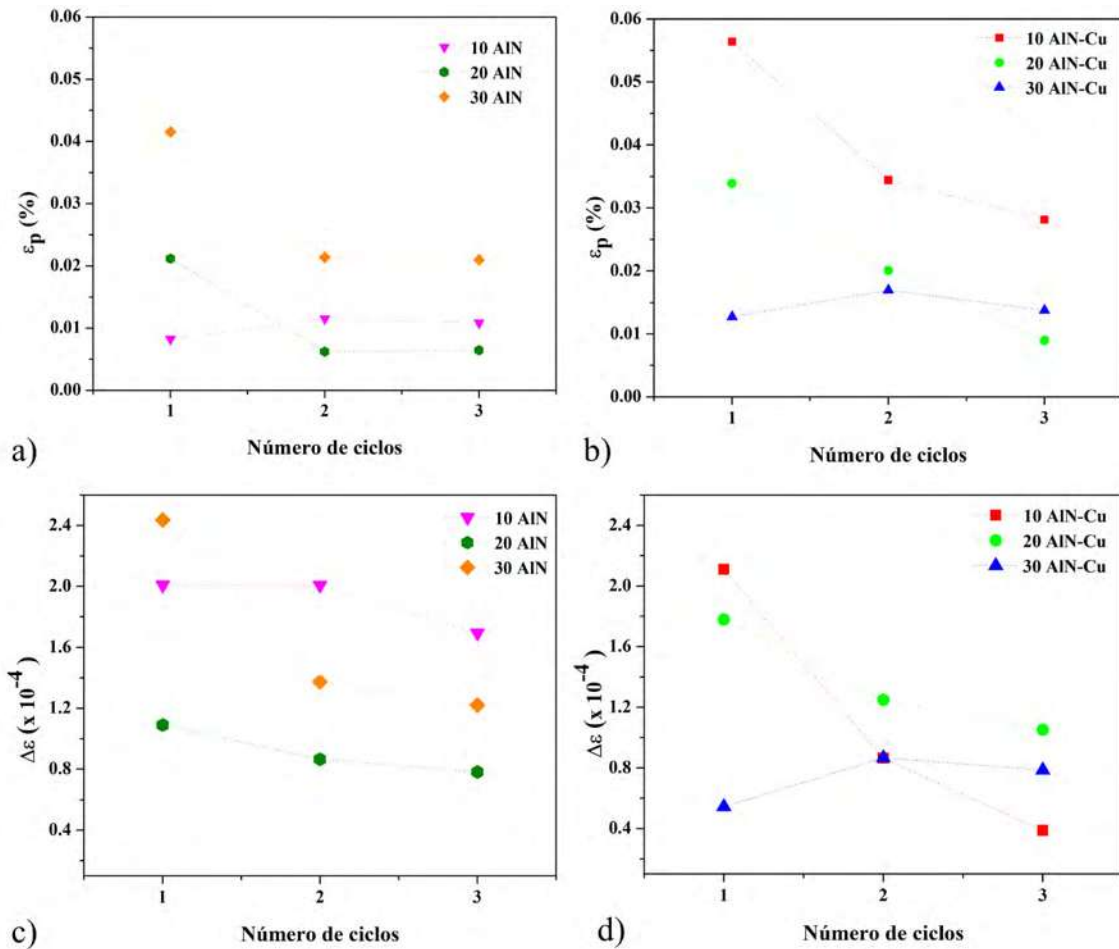 0.06
0.05
0.04
0.03
0.02
0.01
0.00
εp (%)
10 AlN
20 AlN
30 AlN
1 2 3
Número de ciclos
a)
0.06
0.05
0.04
0.03
0.02
0.01
0.00
εp (%)
10 AlN-Cu
20 AlN-Cu
30 AlN-Cu
1 2 3
Número de ciclos
b)
2.4
2.0
1.6
1.2
0.8
0.4
Δε (x 10⁻⁴)
10 AlN
20 AlN
30 AlN
1 2 3
Número de ciclos
c)
2.4
2.0
1.6
1.2
0.8
0.4
Δε (x 10⁻⁴)
10 AlN-Cu
20 AlN-Cu
30 AlN-Cu
1 2 3
Número de ciclos
d)